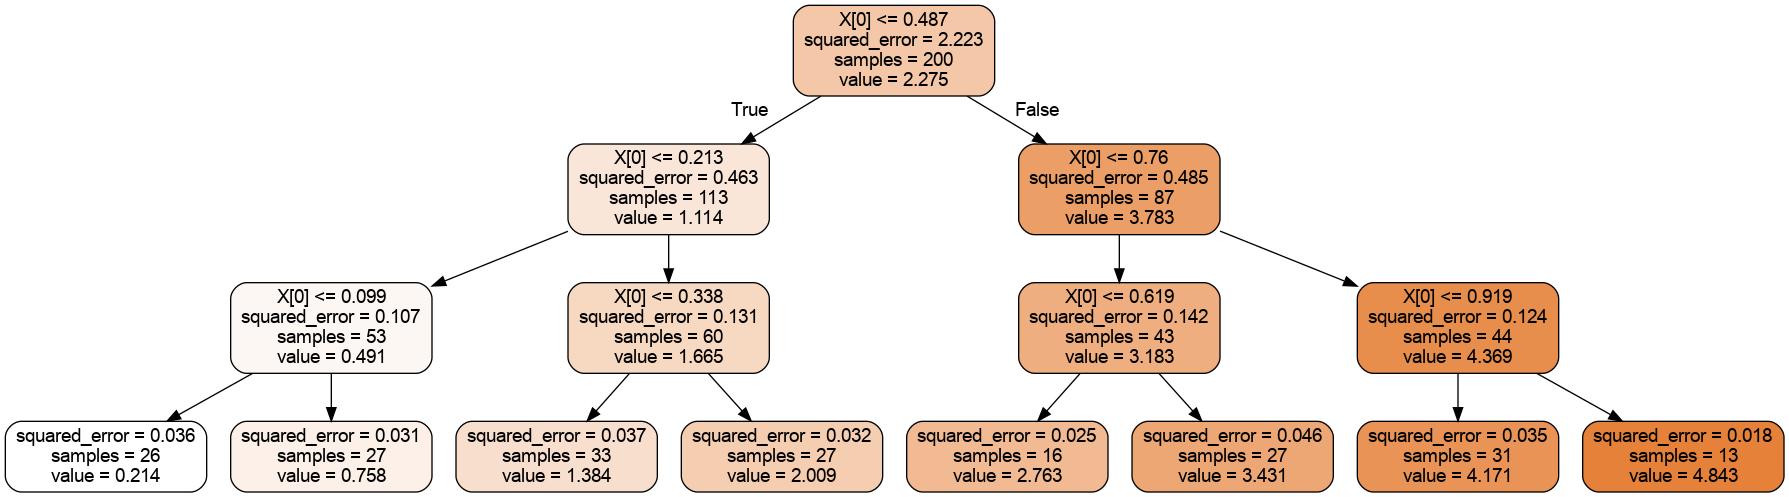 X[0] <= 0.487
squared_error = 2.223
samples = 200
value = 2.275
True
False
X[0] <= 0.213
squared_error = 0.463
samples = 113
value = 1.114
X[0] <= 0.76
squared_error = 0.485
samples = 87
value = 3.783
X[0] <= 0.099
squared_error = 0.107
samples = 53
value = 0.491
X[0] <= 0.338
squared_error = 0.131
samples = 60
value = 1.665
X[0] <= 0.619
squared_error = 0.142
samples = 43
value = 3.183
X[0] <= 0.919
squared_error = 0.124
samples = 44
value = 4.369
squared_error = 0.036
samples = 26
value = 0.214
squared_error = 0.031
samples = 27
value = 0.758
squared_error = 0.037
samples = 33
value = 1.384
squared_error = 0.032
samples = 27
value = 2.009
squared_error = 0.025
samples = 16
value = 2.763
squared_error = 0.046
samples = 27
value = 3.431
squared_error = 0.035
samples = 31
value = 4.171
squared_error = 0.018
samples = 13
value = 4.843